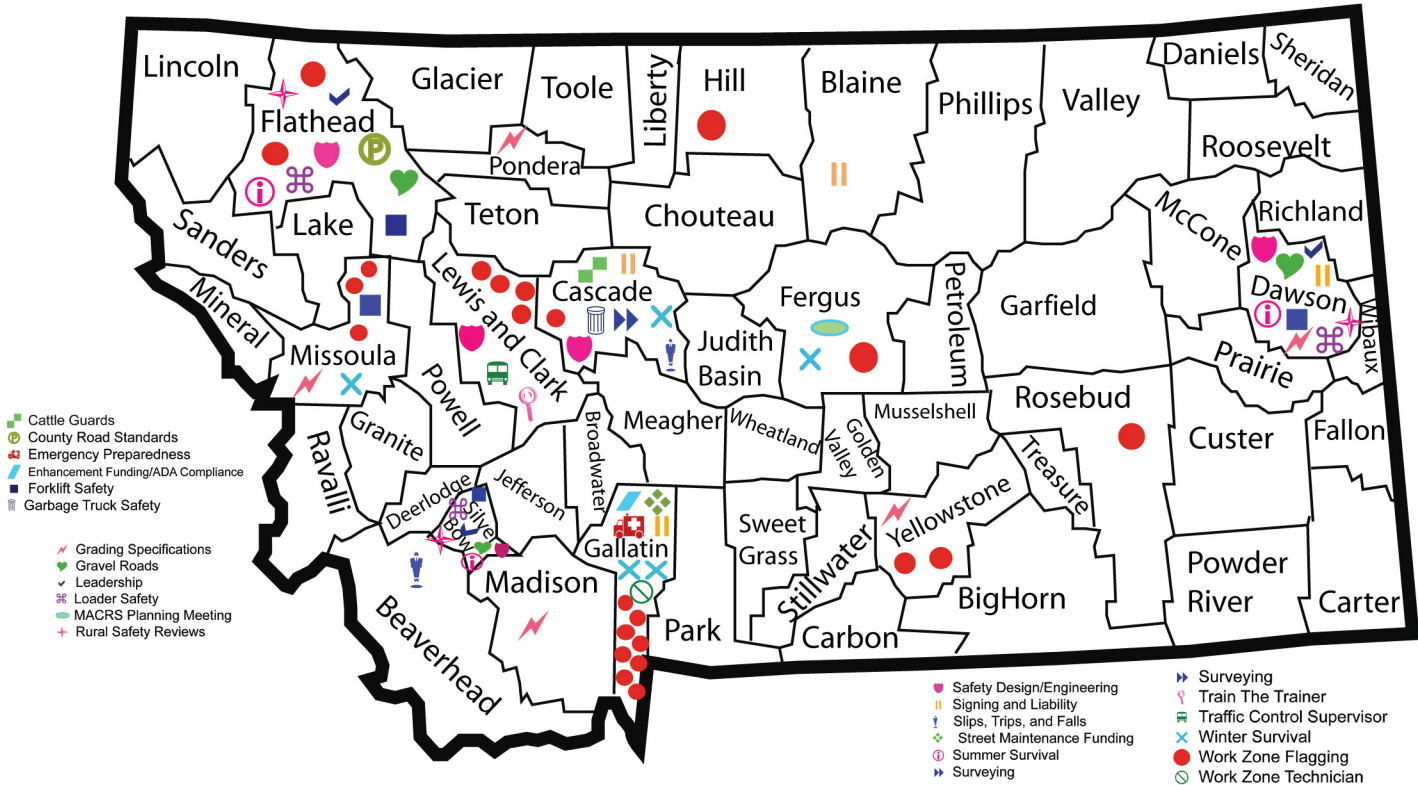 Lincoln
Flathead
Glacier
Toole
Liberty
Hill
Blaine
Phillips
Valley
Daniels
Sheridan
Roosevelt
Pondera
Sanders
Lake
Teton
Chouteau
McCone
Richland
Mineral
Missoula
Powell
Lewis and Clark
Cascade
Judith
Basin
Fergus
Petroleum
Garfield
Dawson
Wibaux
Prairie
Ravalli
Granite
Deerlodge
Silver
Bow
Jefferson
Broadwater
Meagher
Wheatland
Golden
Valley
Musselshell
Rosebud
Treasure
Custer
Fallon
Beaverhead
Madison
Gallatin
Park
Sweet
Grass
Stillwater
Yellowstone
Carbon
BigHorn
Powder
River
Carter
Cattle Guards
P County Road Standards
Emergency Preparedness
Enhancement Funding/ADA Compliance
Forklift Safety
Garbage Truck Safety
Grading Specifications
Gravel Roads
Leadership
Loader Safety
MACRS Planning Meeting
Rural Safety Reviews
Safety Design/Engineering
Signing and Liability
Slips, Trips, and Falls
Street Maintenance Funding
Summer Survival
Surveying
Surveying
Train The Trainer
Traffic Control Supervisor
Winter Survival
Work Zone Flagging
Work Zone Technician